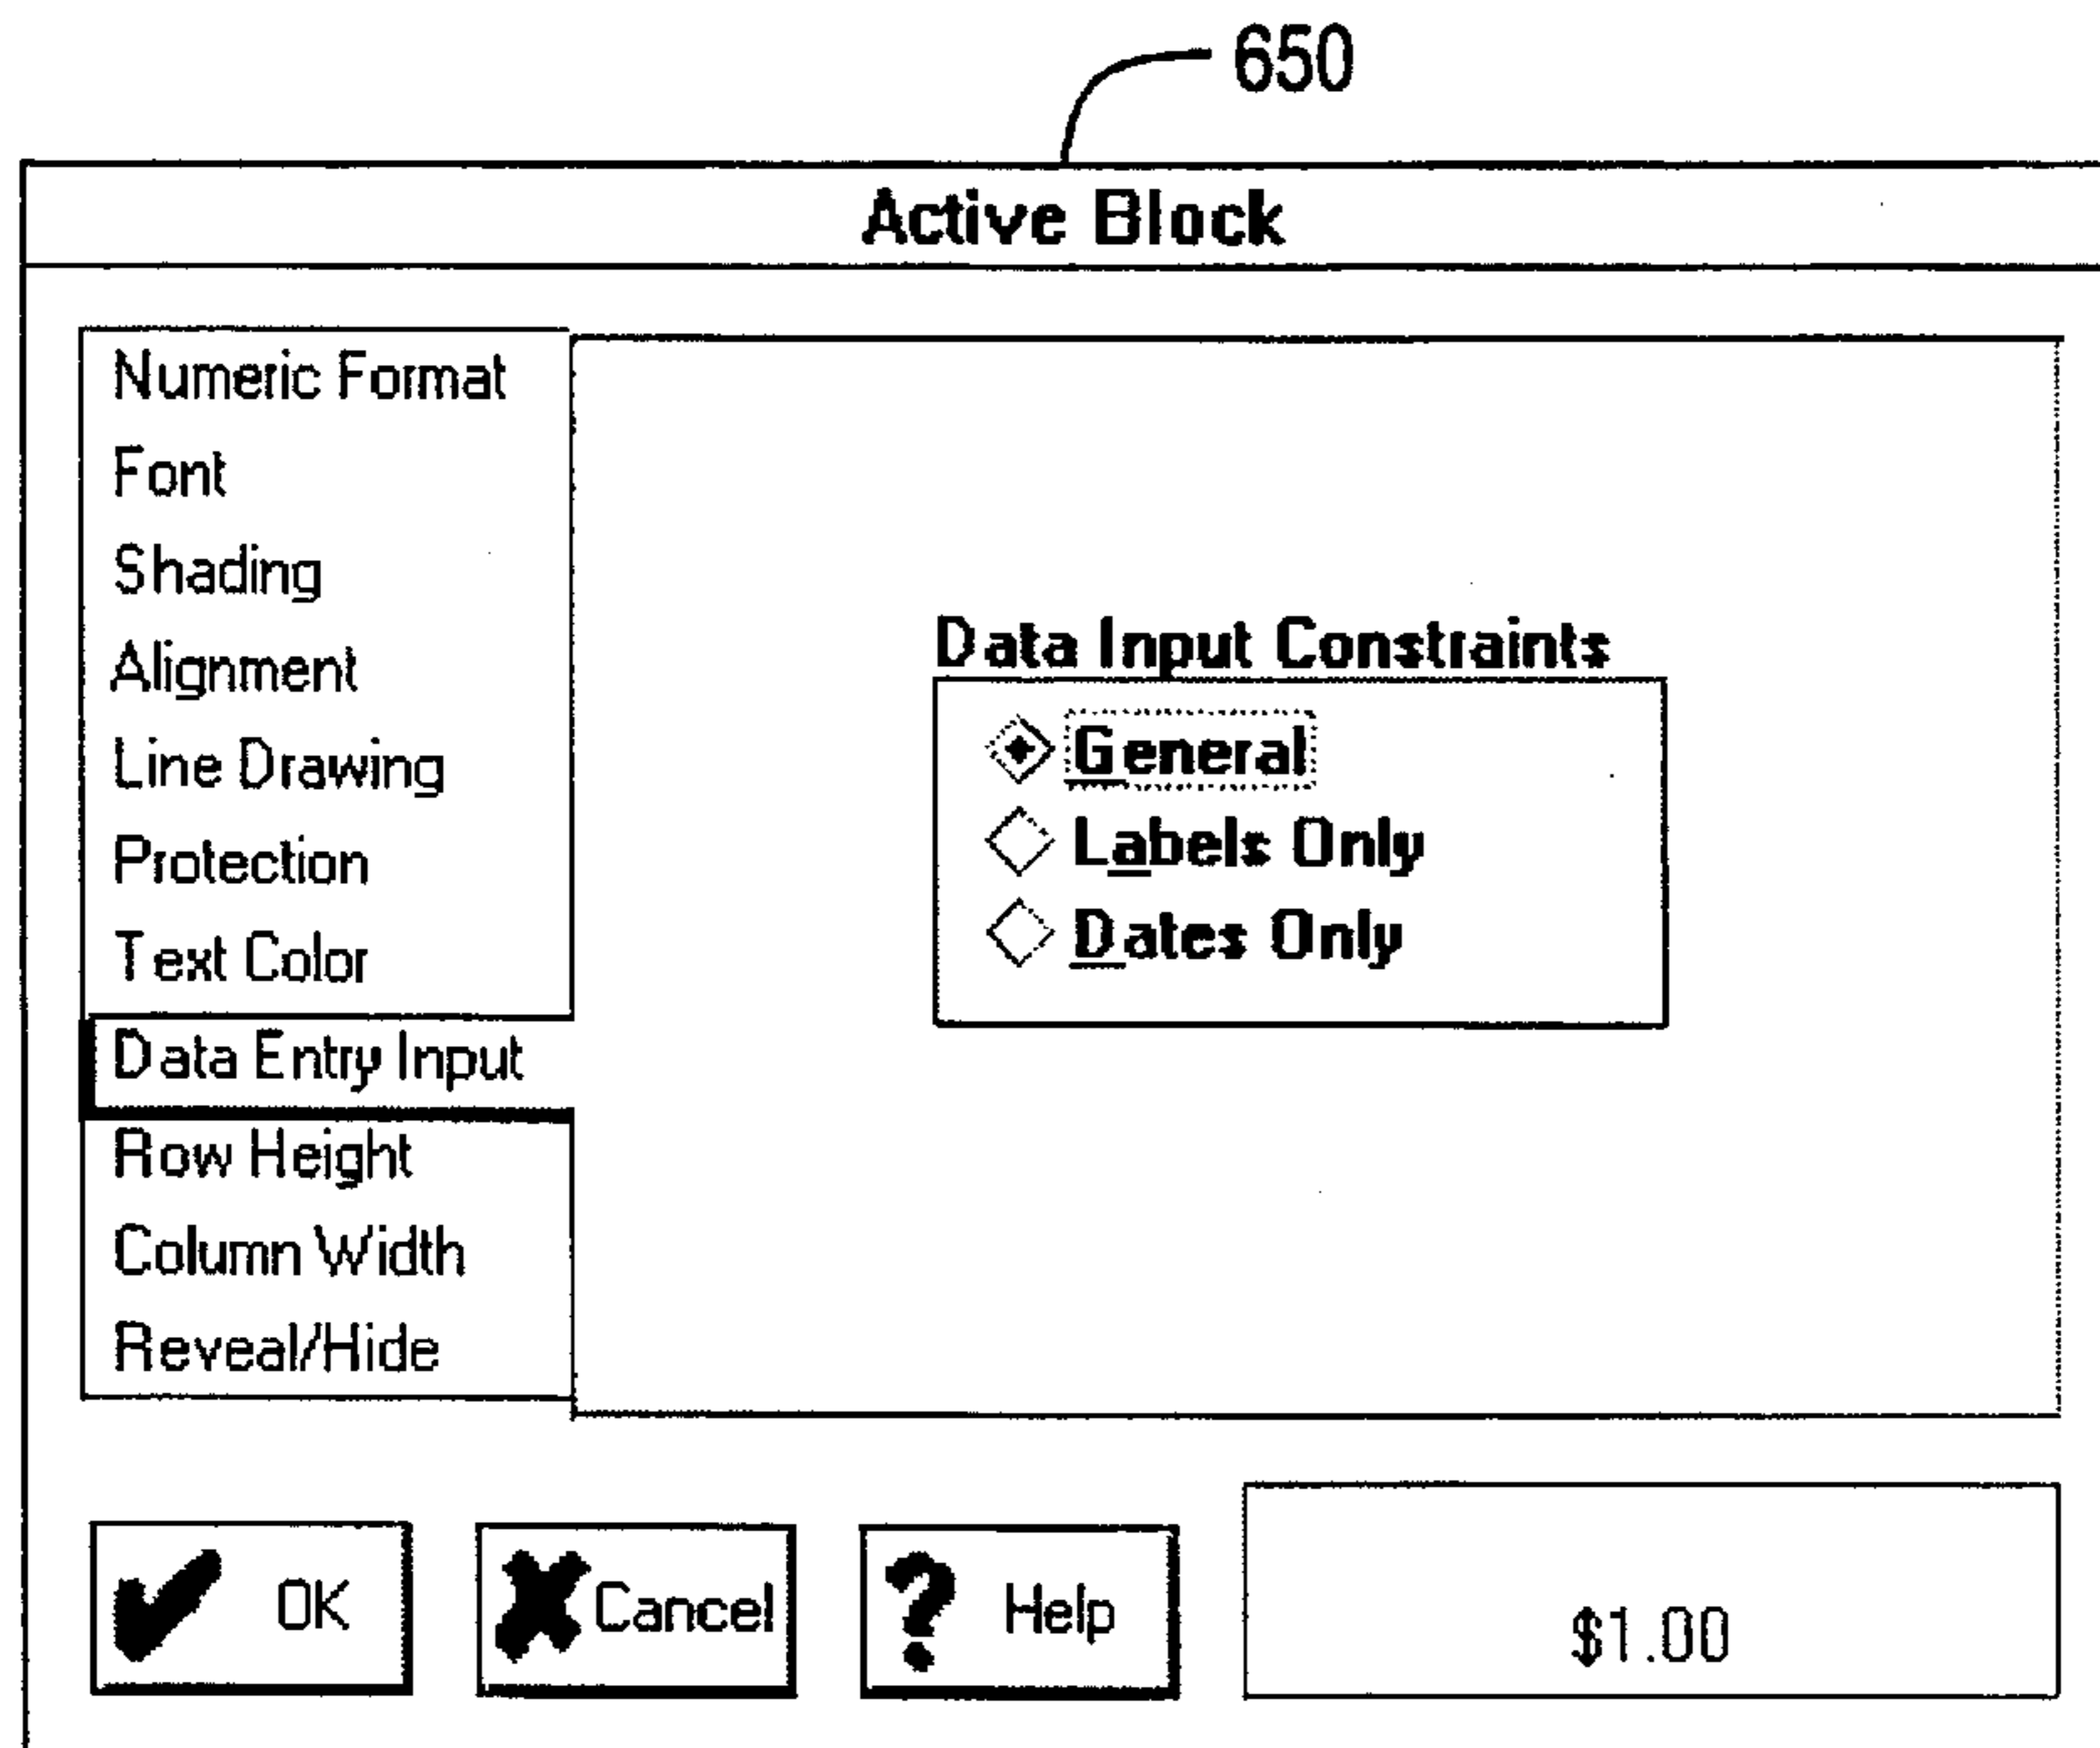 650
Active Block
Numeric Format
Font
Shading
Alignment
Line Drawing
Protection
Text Color
Data Entry Input
Row Height
Column Width
Reveal/Hide
Data Input Constraints
General
Labels Only
Dates Only
OK
Cancel
Help
$1.00